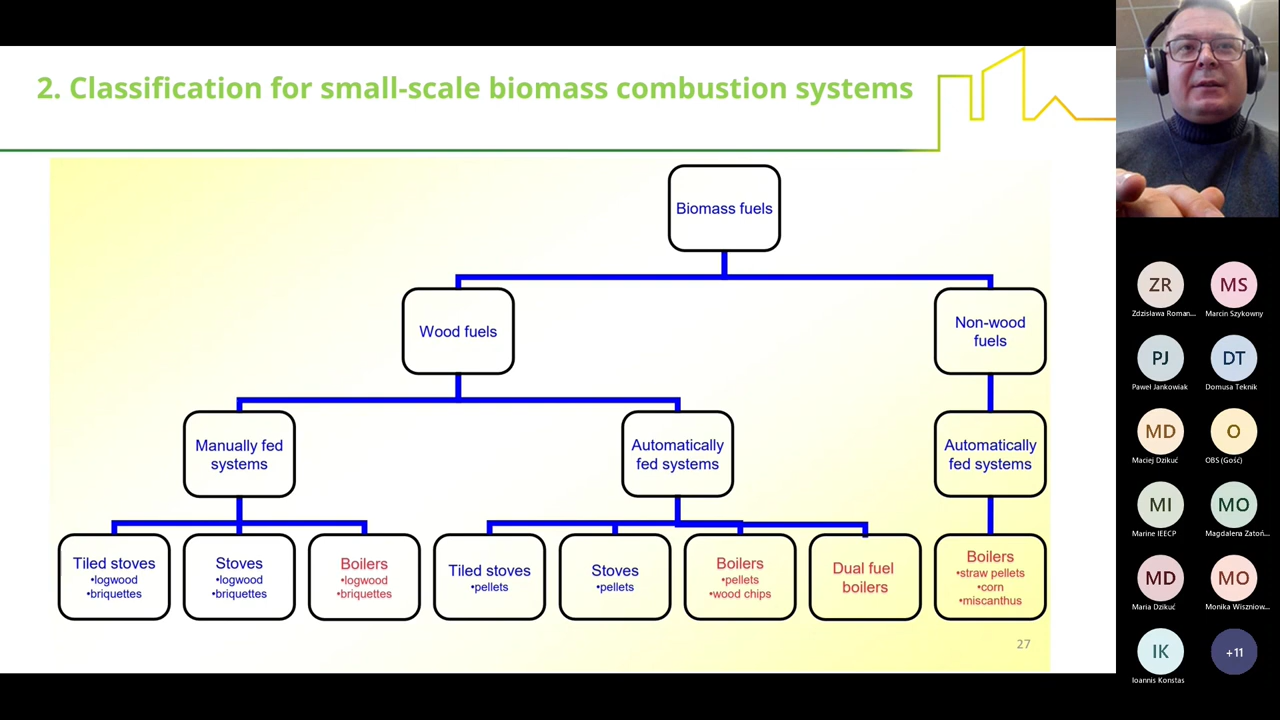 2. Classification for small-scale biomass combustion systems
Biomass fuels
Wood fuels
Non-wood
fuels
Manually fed
systems
Automatically
fed systems
Automatically
fed systems
Tiled stoves
•logwood
•briquettes
Stoves
•logwood
•briquettes
Boilers
•logwood
•briquettes
Tiled stoves
•pellets
Stoves
•pellets
Boilers
•pellets
•wood chips
Dual fuel
boilers
Boilers
•straw pellets
•corn
•miscanthus
27
ZR
Zdzisława Roman...
MS
Marcin Szykowny
PJ
Paweł Jankowiak
DT
Domusa Teknik
MD
Maciej Dzikuć
O
OBS (Gość)
MI
Marine IEECP
MO
Magdalena Zatoń...
MD
Maria Dzikuć
MO
Monika Wiszniow...
IK
Ioannis Konstas
+11